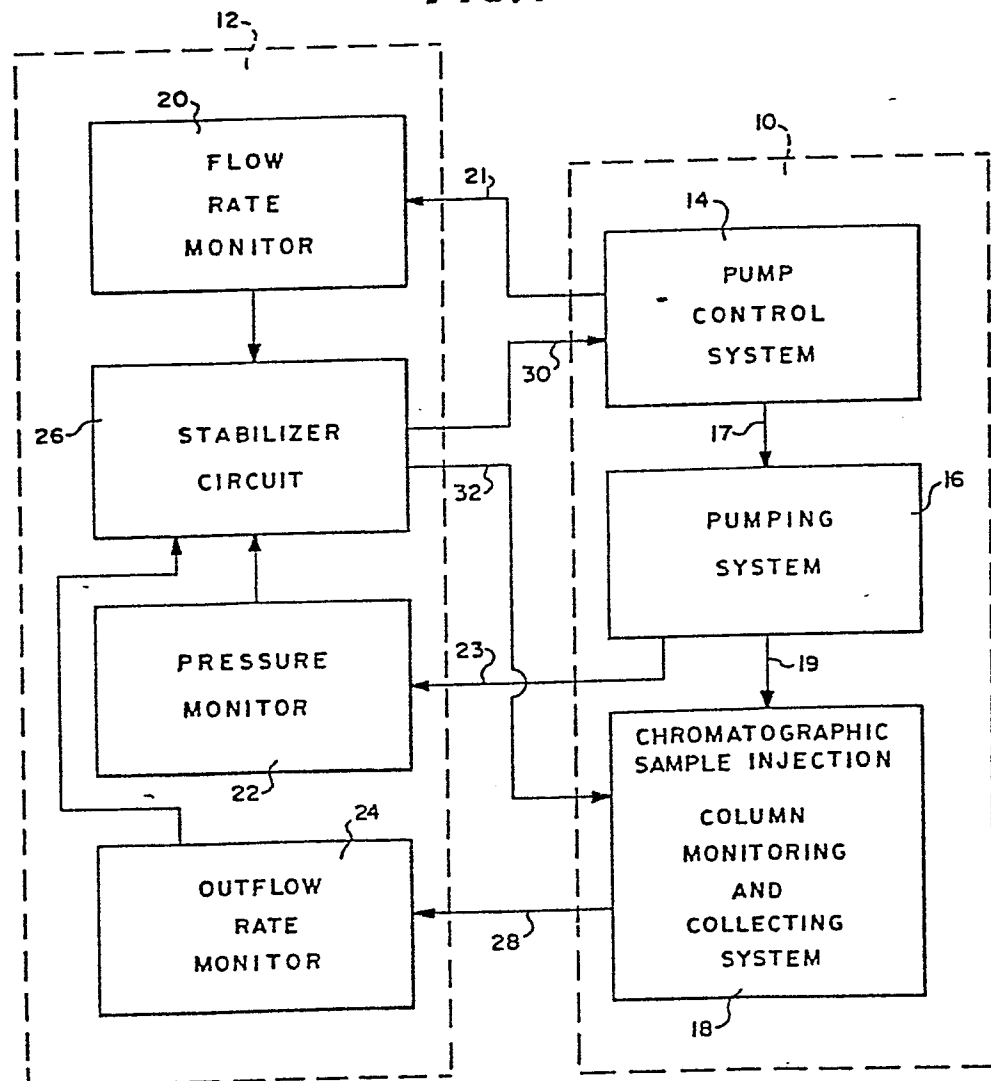 12
20
FLOW
RATE
MONITOR
21
10
14
PUMP
CONTROL
SYSTEM
30
26
STABILIZER
CIRCUIT
32
17
16
PUMPING
SYSTEM
23
19
PRESSURE
MONITOR
22
CHROMATOGRAPHIC
SAMPLE INJECTION
COLUMN
MONITORING
AND
COLLECTING
SYSTEM
18
24
OUTFLOW
RATE
MONITOR
28